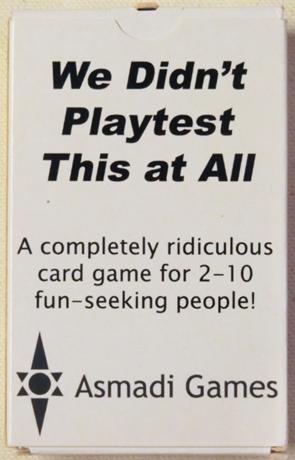 We Didn't
Playtest
This at All
A completely ridiculous
card game for 2-10
fun-seeking people!
Asmadi Games